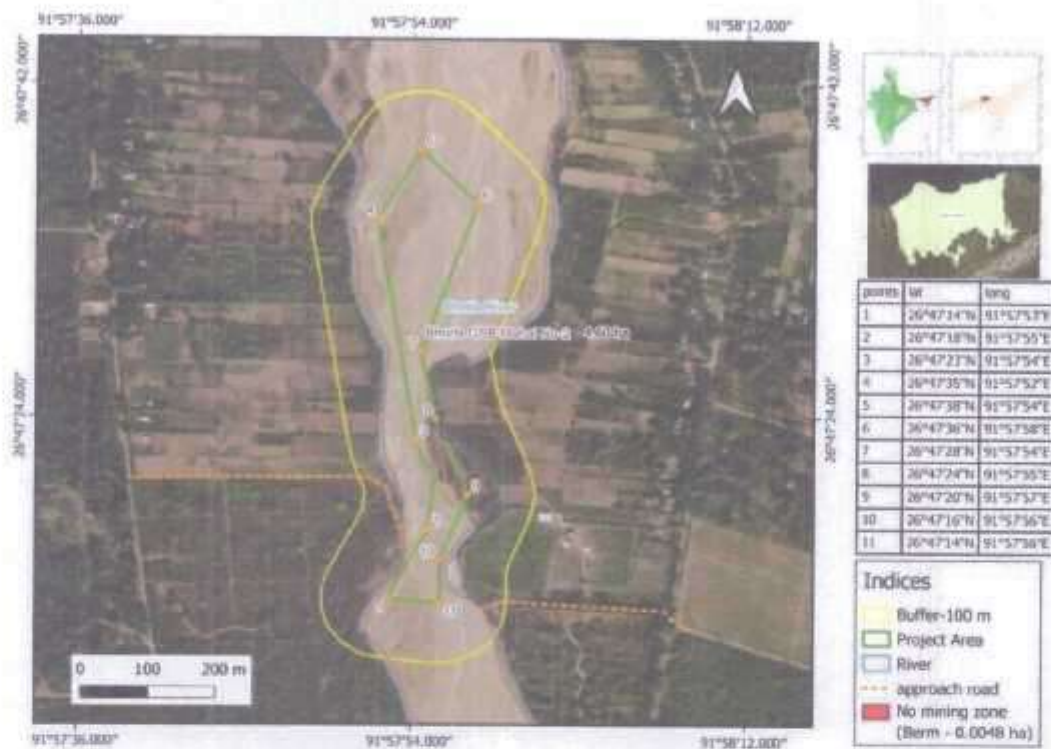 91°57'36.000"
91°57'54.000"
91°58'12.000"
26°47'42.000"
26°47'42.000"
26°47'24.000"
26°47'24.000"
No-2
0 100 200 m
91°57'36.000"
91°57'54.000"
91°58'12.000"
points lat long
1 26°47'14"N 91°57'53"E
2 26°47'18"N 91°57'55"E
3 26°47'23"N 91°57'54"E
4 26°47'35"N 91°57'52"E
5 26°47'38"N 91°57'54"E
6 26°47'36"N 91°57'58"E
7 26°47'28"N 91°57'54"E
8 26°47'24"N 91°57'55"E
9 26°47'20"N 91°57'57"E
10 26°47'16"N 91°57'56"E
11 26°47'14"N 91°57'56"E
Indices
Buffer-100 m
Project Area
River
approach road
No mining zone
(Berm - 0.0048 ha)